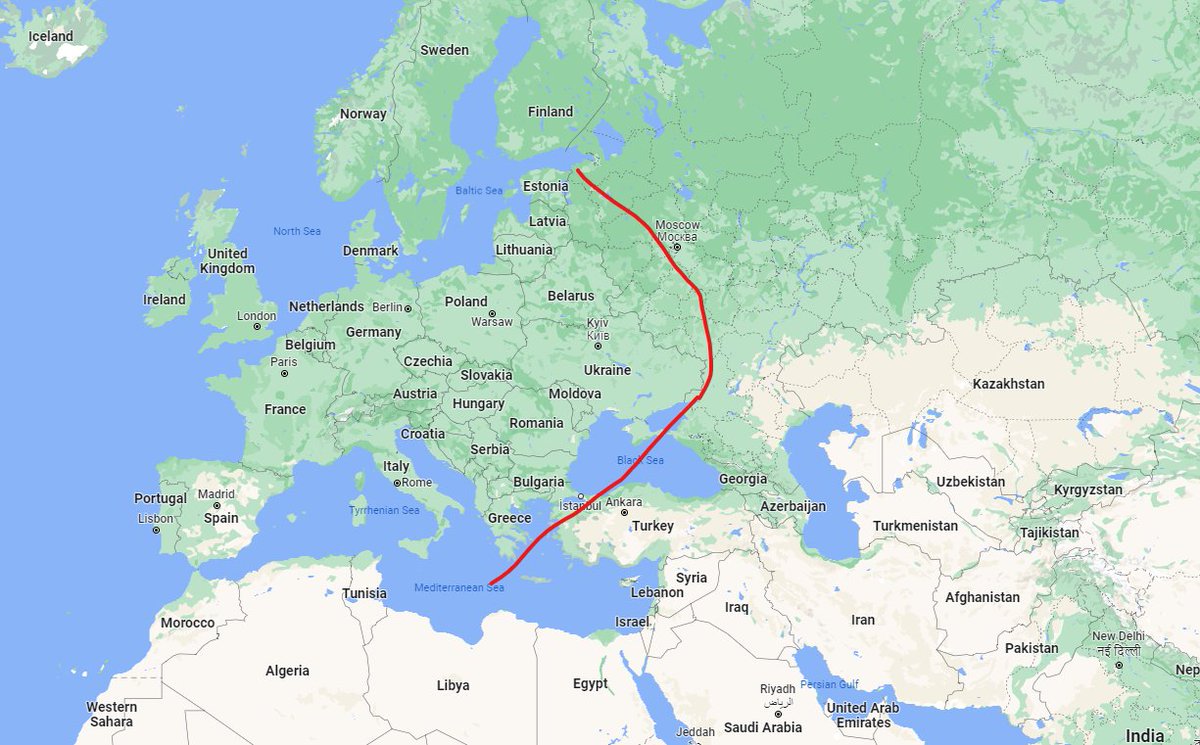 Iceland
Sweden
Finland
Norway
Baltic Sea
Estonia
Latvia
Moscow
Москва
North Sea
Denmark
Lithuania
United
Kingdom
Ireland
Netherlands
Berlin
Poland
Warsaw
Belarus
London
Germany
Kyiv
Київ
Belgium
Paris
Czechia
Slovakia
Ukraine
Kazakhstan
Austria
Hungary
Moldova
France
Romania
Croatia
Serbia
Black Sea
Italy
Rome
Bulgaria
Georgia
Uzbekistan
Kyrgyzstan
Portugal
Madrid
Lisbon
Spain
Tyrrhenian Sea
Greece
İstanbul
Ankara
Turkey
Azerbaijan
Turkmenistan
Tajikistan
Mediterranean Sea
Tunisia
Syria
Lebanon
Iraq
Iran
Afghanistan
Morocco
Israel
Pakistan
New Delhi
नई दिल्ली
Algeria
Libya
Egypt
Riyadh
الرياض
Persian Gulf
Nep
Western
Sahara
United Arab
Emirates
Jeddah
Saudi Arabia
India